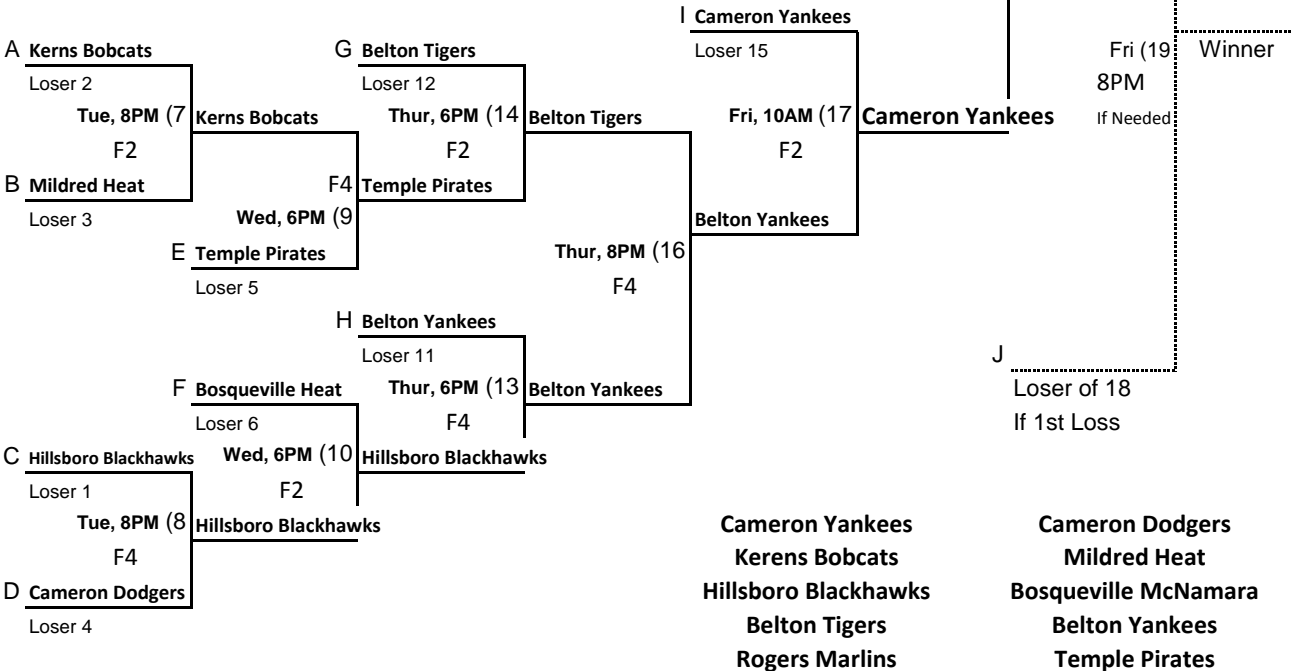 I Cameron Yankees
A Kerns Bobcats G Belton Tigers Loser 15 Fri (19 Winner
Loser 2 Loser 12 8PM
Tue, 8PM (7 Kerns Bobcats Thur, 6PM (14 Belton Tigers Fri, 10AM (17 Cameron Yankees If Needed
F2 F2 F2
B Mildred Heat F4 Temple Pirates
Loser 3 Wed, 6PM (9 Belton Yankees
E Temple Pirates Thur, 8PM (16
Loser 5 F4
H Belton Yankees
Loser 11 J
F Bosqueville Heat Thur, 6PM (13 Belton Yankees Loser of 18
Loser 6 F4 If 1st Loss
C Hillsboro Blackhawks Wed, 6PM (10 Hillsboro Blackhawks
Loser 1 F2
Tue, 8PM (8 Hillsboro Blackhawks Cameron Yankees Cameron Dodgers
F4 Kerens Bobcats Mildred Heat
D Cameron Dodgers Hillsboro Blackhawks Bosqueville McNamara
Loser 4 Belton Tigers Belton Yankees
Rogers Marlins Temple Pirates